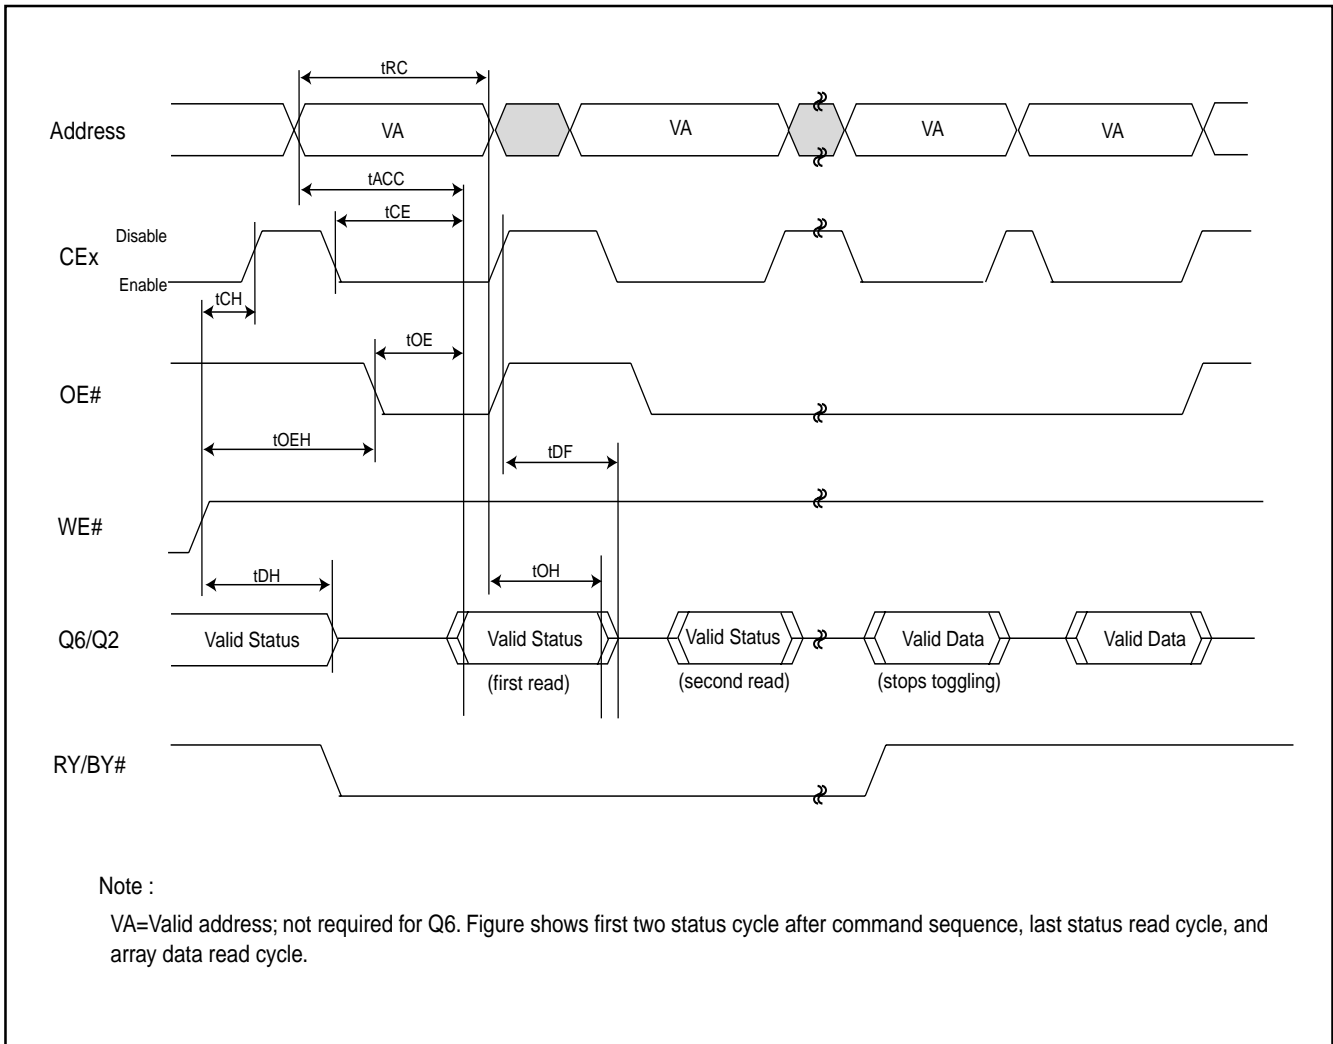 tRC
Address
VA
VA
VA
VA
tACC
tCE
Disable
CEx
Enable
tCH
tOE
OE#
tOEH
tDF
WE#
tDH
tOH
Q6/Q2
Valid Status
Valid Status
Valid Status
Valid Data
Valid Data
(first read)
(second read)
(stops toggling)
RY/BY#
Note :
VA=Valid address; not required for Q6. Figure shows first two status cycle after command sequence, last status read cycle, and
array data read cycle.